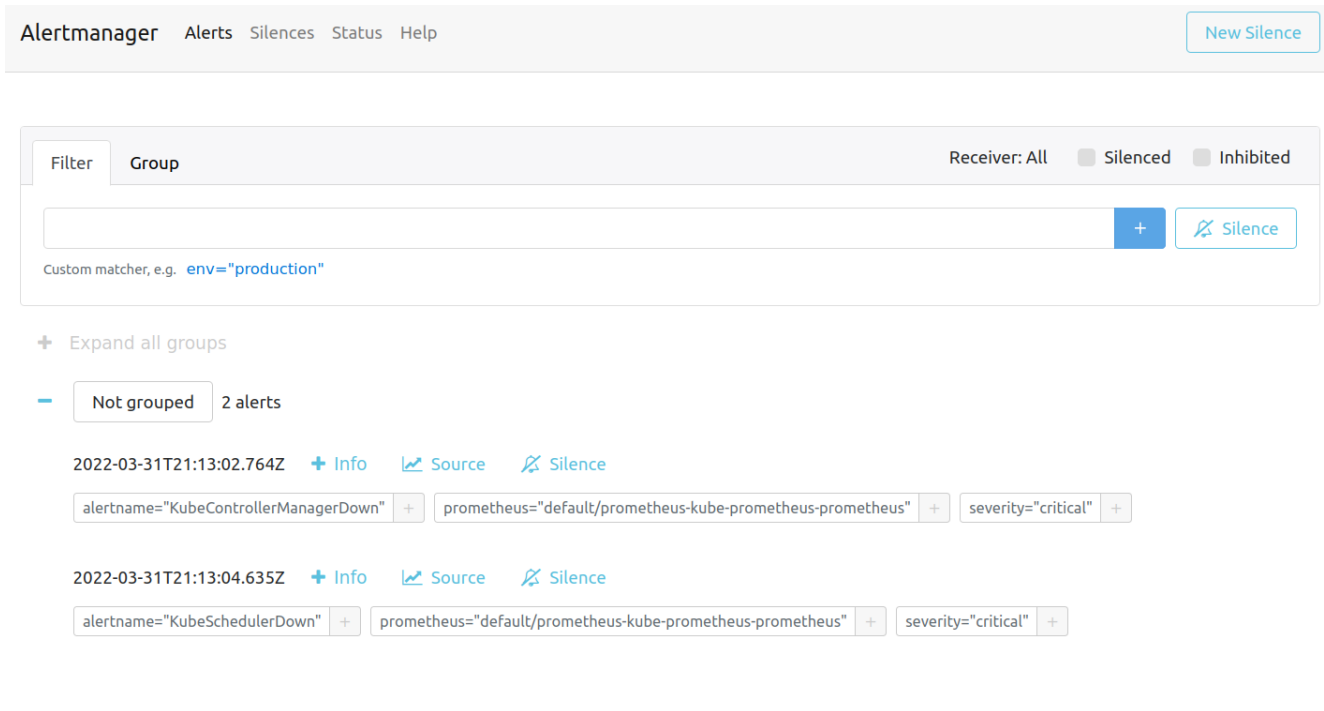 Alertmanager Alerts Silences Status Help New Silence
Filter Group Receiver: All Silenced Inhibited
+ Silence
Custom matcher, e.g. env="production"
+ Expand all groups
− Not grouped 2 alerts
2022-03-31T21:13:02.764Z + Info Source Silence
alertname="KubeControllerManagerDown" + prometheus="default/prometheus-kube-prometheus-prometheus" + severity="critical" +
2022-03-31T21:13:04.635Z + Info Source Silence
alertname="KubeSchedulerDown" + prometheus="default/prometheus-kube-prometheus-prometheus" + severity="critical" +